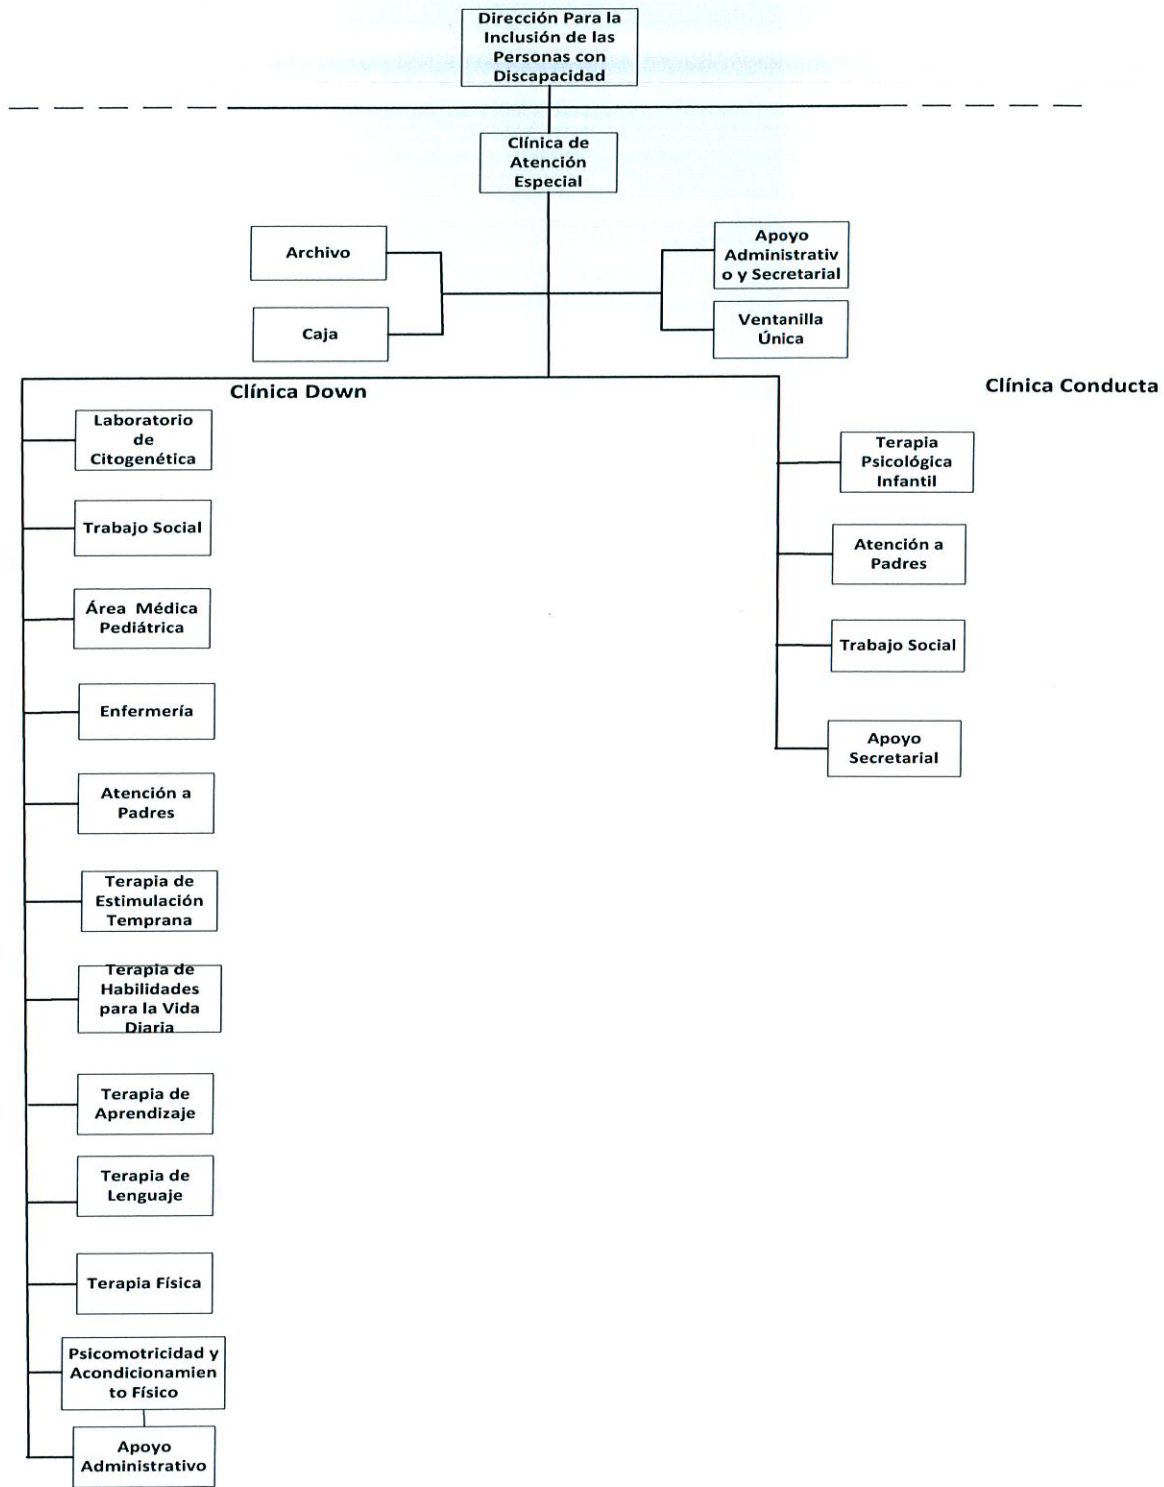 Dirección Para la
Inclusión de las
Personas con
Discapacidad
Clínica de
Atención
Especial
Archivo
Caja
Apoyo
Administrativ
o y Secretarial
Ventanilla
Única
Clínica Down
Laboratorio
de
Citogenética
Trabajo Social
Área Médica
Pediátrica
Enfermería
Atención a
Padres
Terapia de
Estimulación
Temprana
Terapia de
Habilidades
para la Vida
Diaria
Terapia de
Aprendizaje
Terapia de
Lenguaje
Terapia Física
Psicomotricidad y
Acondicionamien
to Físico
Apoyo
Administrativo
Clínica Conducta
Terapia
Psicológica
Infantil
Atención a
Padres
Trabajo Social
Apoyo
Secretarial